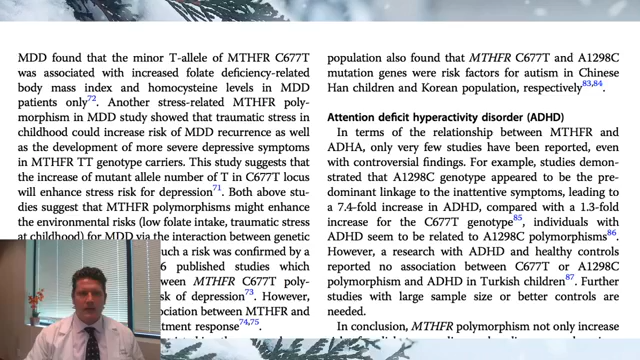 MDD found that the minor T-allele of MTHFR C677T
was associated with increased folate deficiency-related
body mass index and homocysteine levels in MDD
patients only72. Another stress-related MTHFR poly-
morphism in MDD study showed that traumatic stress in
childhood could increase risk of MDD recurrence as well
as the development of more severe depressive symptoms
in MTHFR TT genotype carriers. This study suggests that
the increase of mutant allele number of T in C677T locus
will enhance stress risk for depression71. Both above stu-
dies suggest that MTHFR polymorphisms might enhance
the environmental risks (low folate intake, traumatic stress
at childhood) for MDD via the interaction between genetic
uch a risk was confirmed by a
6 published studies which
ween MTHFR C677T poly-
sk of depression73. However,
ociation between MTHFR and
tment response74,75.
population also found that MTHFR C677T and A1298C
mutation genes were risk factors for autism in Chinese
Han children and Korean population, respectively83,84.
Attention deficit hyperactivity disorder (ADHD)
In terms of the relationship between MTHFR and
ADHA, only very few studies have been reported, even
with controversial findings. For example, studies demon-
strated that A1298C genotype appeared to be the pre-
dominant linkage to the inattentive symptoms, leading to
a 7.4-fold increase in ADHD, compared with a 1.3-fold
increase for the C677T genotype85, individuals with
ADHD seem to be related to A1298C polymorphisms86.
However, a research with ADHD and healthy controls
reported no association between C677T or A1298C
polymorphism and ADHD in Turkish children87. Further
studies with large sample size or better controls are
needed.
In conclusion, MTHFR polymorphism not only increase